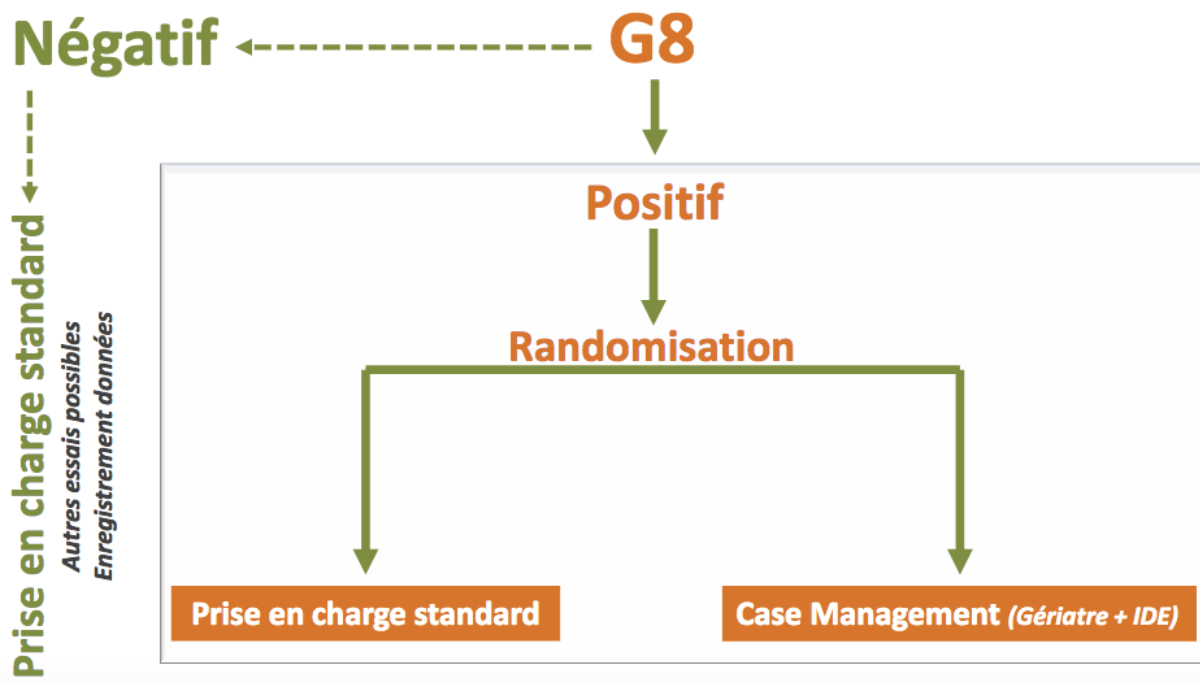 Négatif
G8
Positif
Randomisation
Prise en charge standard
Autres essais possibles
Enregistrement données
Prise en charge standard
Case Management (Gériatre + IDE)